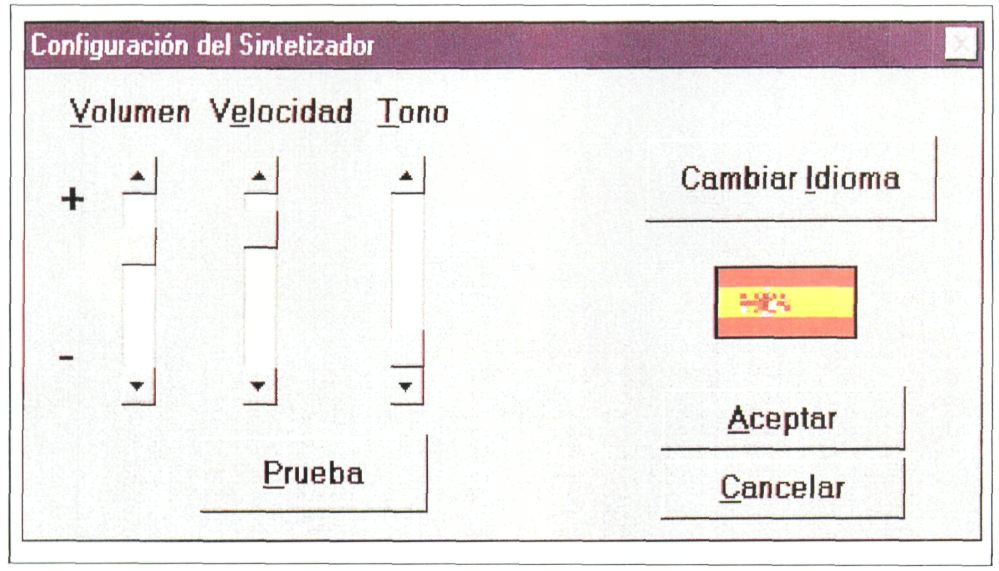 Configuración del Sintetizador
Volumen Velocidad Tono
+
-
Cambiar Idioma
Aceptar
Cancelar
Prueba